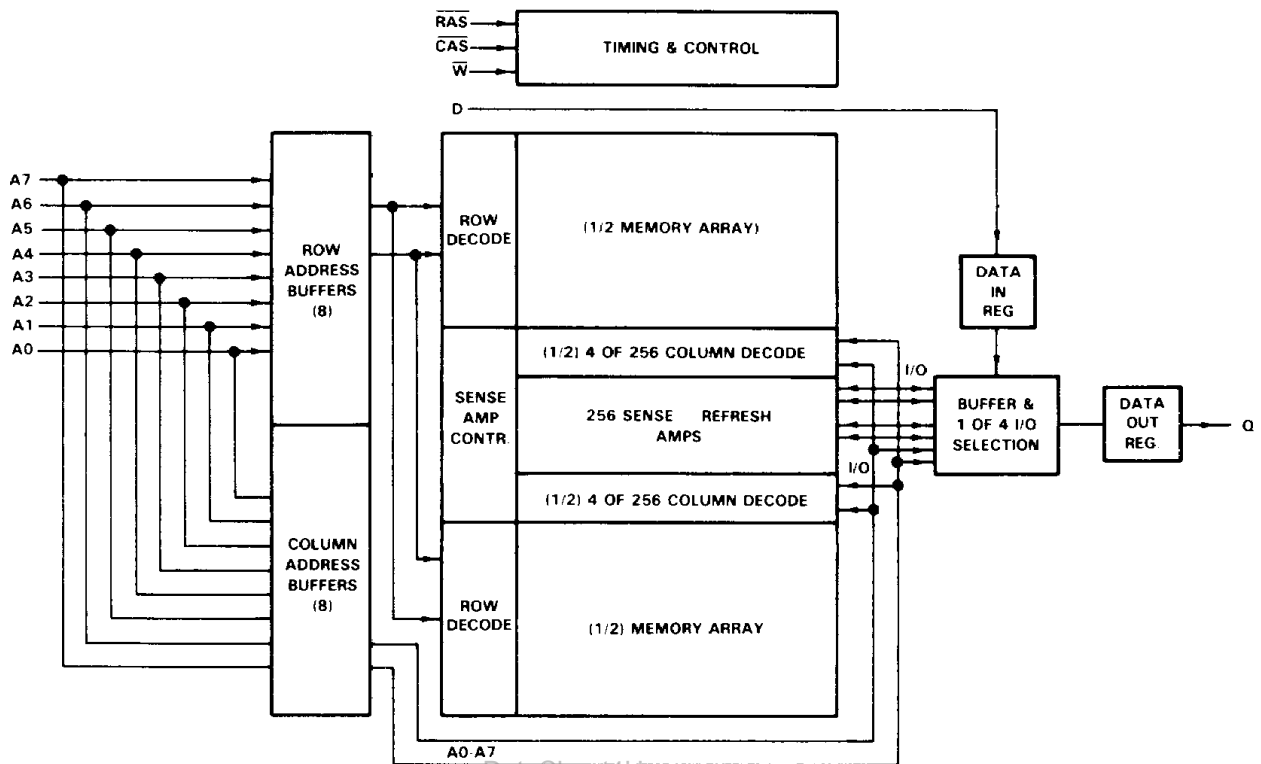 RAS
CAS
W
TIMING & CONTROL
D
A7
A6
A5
A4
A3
A2
A1
A0
ROW
ADDRESS
BUFFERS
(8)
COLUMN
ADDRESS
BUFFERS
(8)
ROW
DECODE
(1/2 MEMORY ARRAY)
SENSE
AMP
CONTR.
(1/2) 4 OF 256 COLUMN DECODE
256 SENSE REFRESH
AMPS
(1/2) 4 OF 256 COLUMN DECODE
ROW
DECODE
(1/2) MEMORY ARRAY
I/O
I/O
DATA
IN
REG
BUFFER &
1 OF 4 I/O
SELECTION
DATA
OUT
REG.
Q
A0-A7